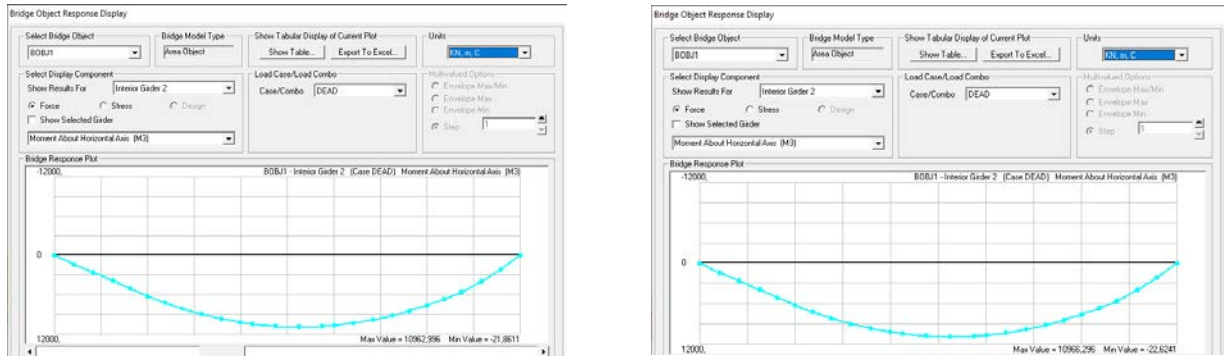 Bridge Object Response Display
Select Bridge Object
BOBJ1
Bridge Model Type
Area Object
Show Tabular Display of Current Plot
Show Table...
Export To Excel...
Units
KN, m, C
Select Display Component
Show Results For
Interior Girder 2
Force
Stress
Design
Show Selected Girder
Moment About Horizontal Axis (M3)
Load Case/Load Combo
Case/Combo
DEAD
Multivalued Options
Envelope Max/Min
Envelope Max
Envelope Min
Step
1
Bridge Response Plot
-12000,
BOBJ1 - Interior Girder 2 (Case DEAD) Moment About Horizontal Axis (M3)
0
12000,
Max Value = 10962,996 Min Value = -21,8611
Bridge Object Response Display
Select Bridge Object
BOBJ1
Bridge Model Type
Area Object
Show Tabular Display of Current Plot
Show Table...
Export To Excel...
Units
KN, m, C
Select Display Component
Show Results For
Interior Girder 2
Force
Stress
Design
Show Selected Girder
Moment About Horizontal Axis (M3)
Load Case/Load Combo
Case/Combo
DEAD
Multivalued Options
Envelope Max/Min
Envelope Max
Envelope Min
Step
1
Bridge Response Plot
-12000,
BOBJ1 - Interior Girder 2 (Case DEAD) Moment About Horizontal Axis (M3)
0
12000,
Max Value = 10966,296 Min Value = -22,6241